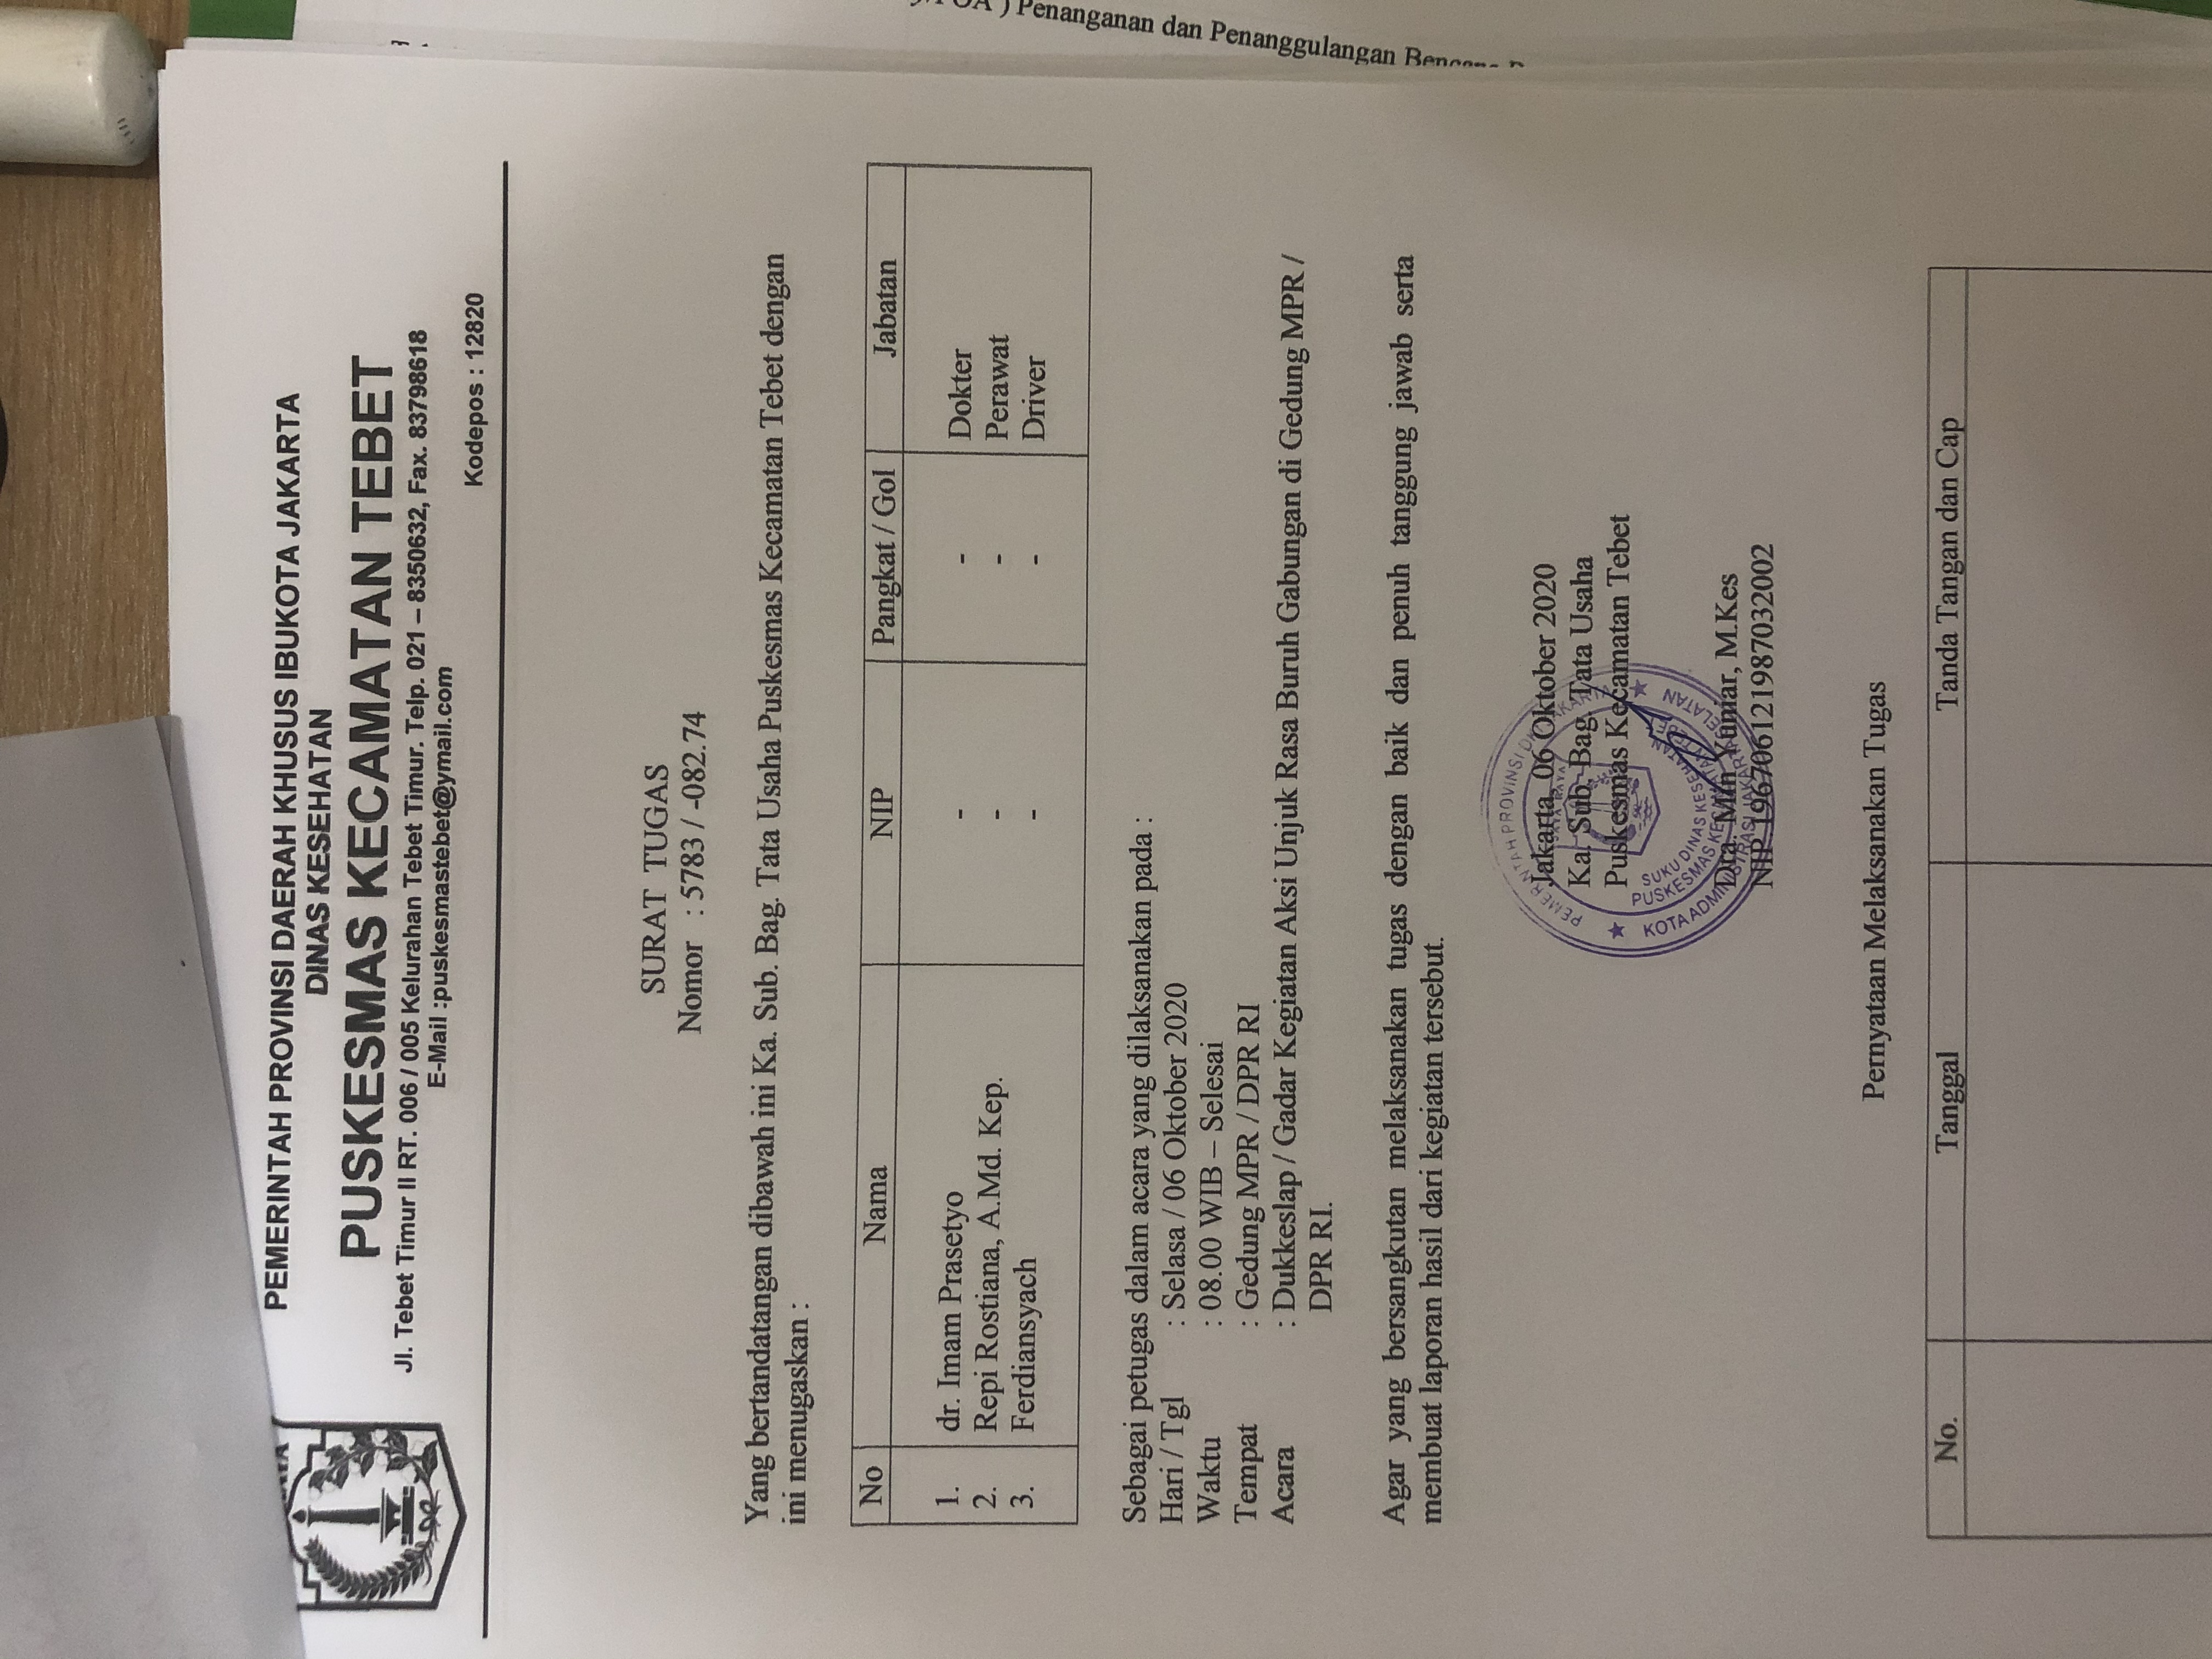 PEMERINTAH PROVINSI DAERAH KHUSUS IBUKOTA JAKARTA
DINAS KESEHATAN
PUSKESMAS KECAMATAN TEBET
Jl. Tebet Timur II RT. 006 / 005 Kelurahan Tebet Timur. Telp. 021 – 8350632, Fax. 83798618
E-Mail :puskesmastebet@ymail.com
Kodepos : 12820
SURAT TUGAS
Nomor : 5783 / -082.74
Yang bertandatangan dibawah ini Ka. Sub. Bag. Tata Usaha Puskesmas Kecamatan Tebet dengan
ini menugaskan :
No Nama NIP Pangkat / Gol Jabatan
1. dr. Imam Prasetyo - - Dokter
2. Repi Rostiana, A.Md. Kep. - - Perawat
3. Ferdiansyach - - Driver
Sebagai petugas dalam acara yang dilaksanakan pada :
Hari / Tgl : Selasa / 06 Oktober 2020
Waktu : 08.00 WIB – Selesai
Tempat : Gedung MPR / DPR RI
Acara : Dukkeslap / Gadar Kegiatan Aksi Unjuk Rasa Buruh Gabungan di Gedung MPR /
DPR RI.
Agar yang bersangkutan melaksanakan tugas dengan baik dan penuh tanggung jawab serta
membuat laporan hasil dari kegiatan tersebut.
Jakarta, 06 Oktober 2020
Ka. Sub. Bag. Tata Usaha
Puskesmas Kecamatan Tebet
Dra. Min Yuniar, M.Kes
NIP.196706121987032002
PEMERINTAH PROVINSI DKI JAKARTA
JAYA RAYA
SUKU DINAS KESEHATAN
PUSKESMAS KECAMATAN TEBET
KOTA ADMINISTRASI JAKARTA SELATAN
Pernyataan Melaksanakan Tugas
No. Tanggal Tanda Tangan dan Cap
) Penanganan dan Penanggulangan